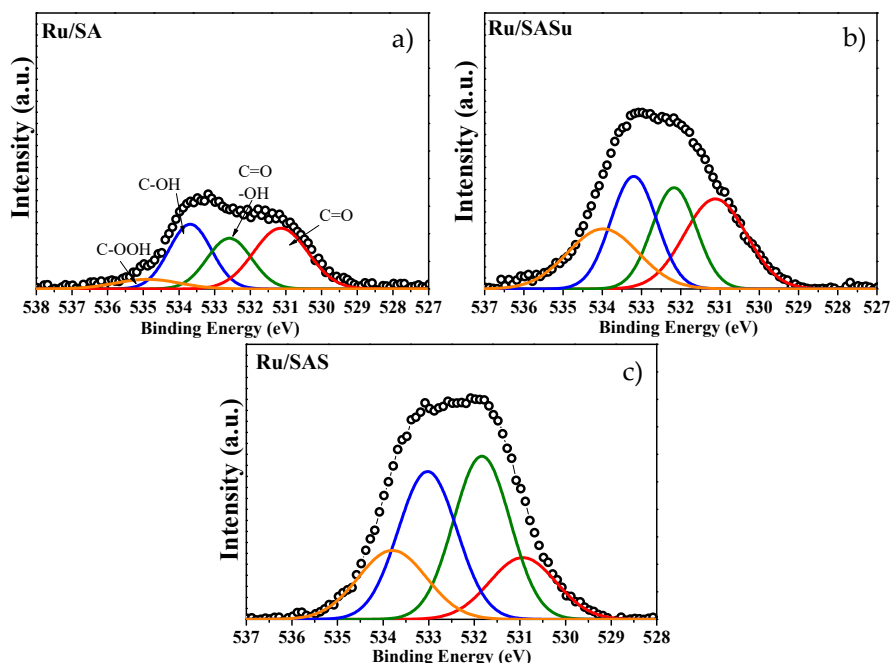 Ru/SA
a)
Intensity (a.u.)
C-OOH
C-OH
C=O
-OH
C=O
538 537 536 535 534 533 532 531 530 529 528 527
Binding Energy (eV)
Ru/SASu
b)
Intensity (a.u.)
537 536 535 534 533 532 531 530 529 528 527
Binding Energy (eV)
Ru/SAS
c)
Intensity (a.u.)
537 536 535 534 533 532 531 530 529 528
Binding Energy (eV)